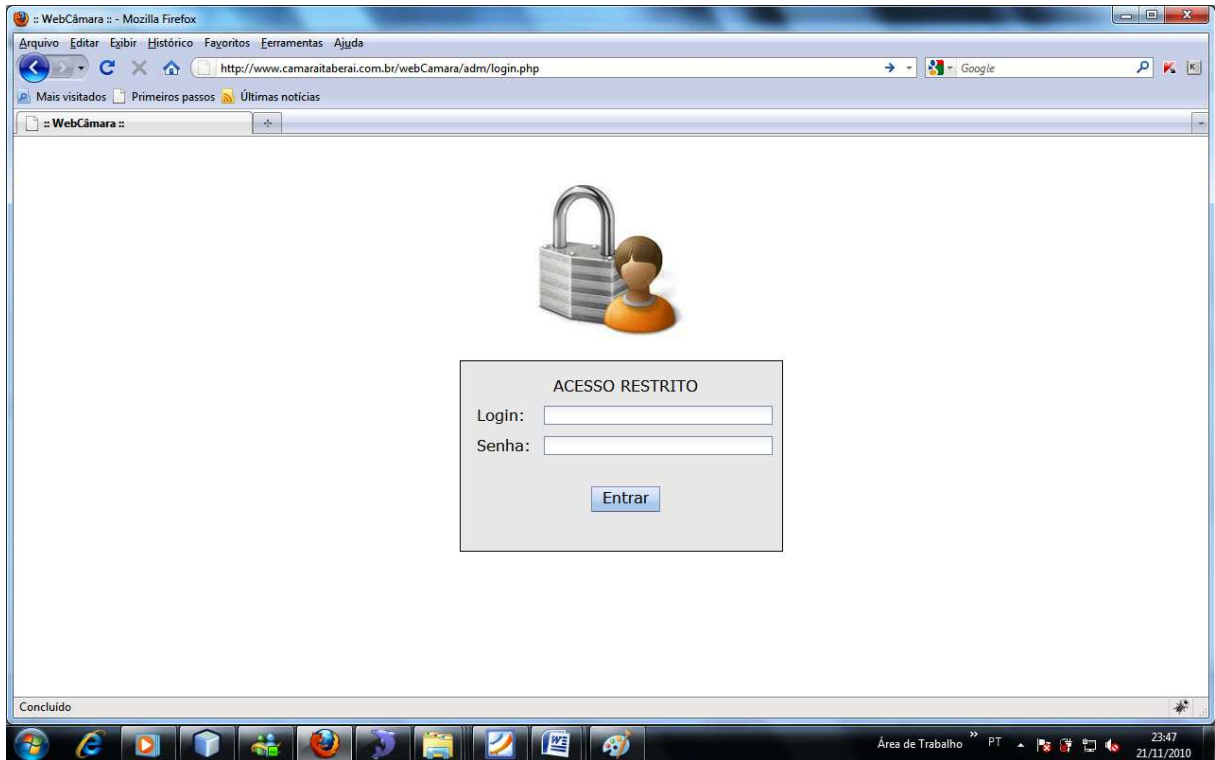 :: WebCâmara :: - Mozilla Firefox
Arquivo Editar Exibir Histórico Favoritos Ferramentas Ajuda
http://www.camaraitaberai.com.br/webCamara/adm/login.php
Google
Mais visitados Primeiros passos Últimas notícias
:: WebCâmara ::
ACESSO RESTRITO
Login:
Senha:
Entrar
Concluído
Área de Trabalho » PT 23:47
21/11/2010